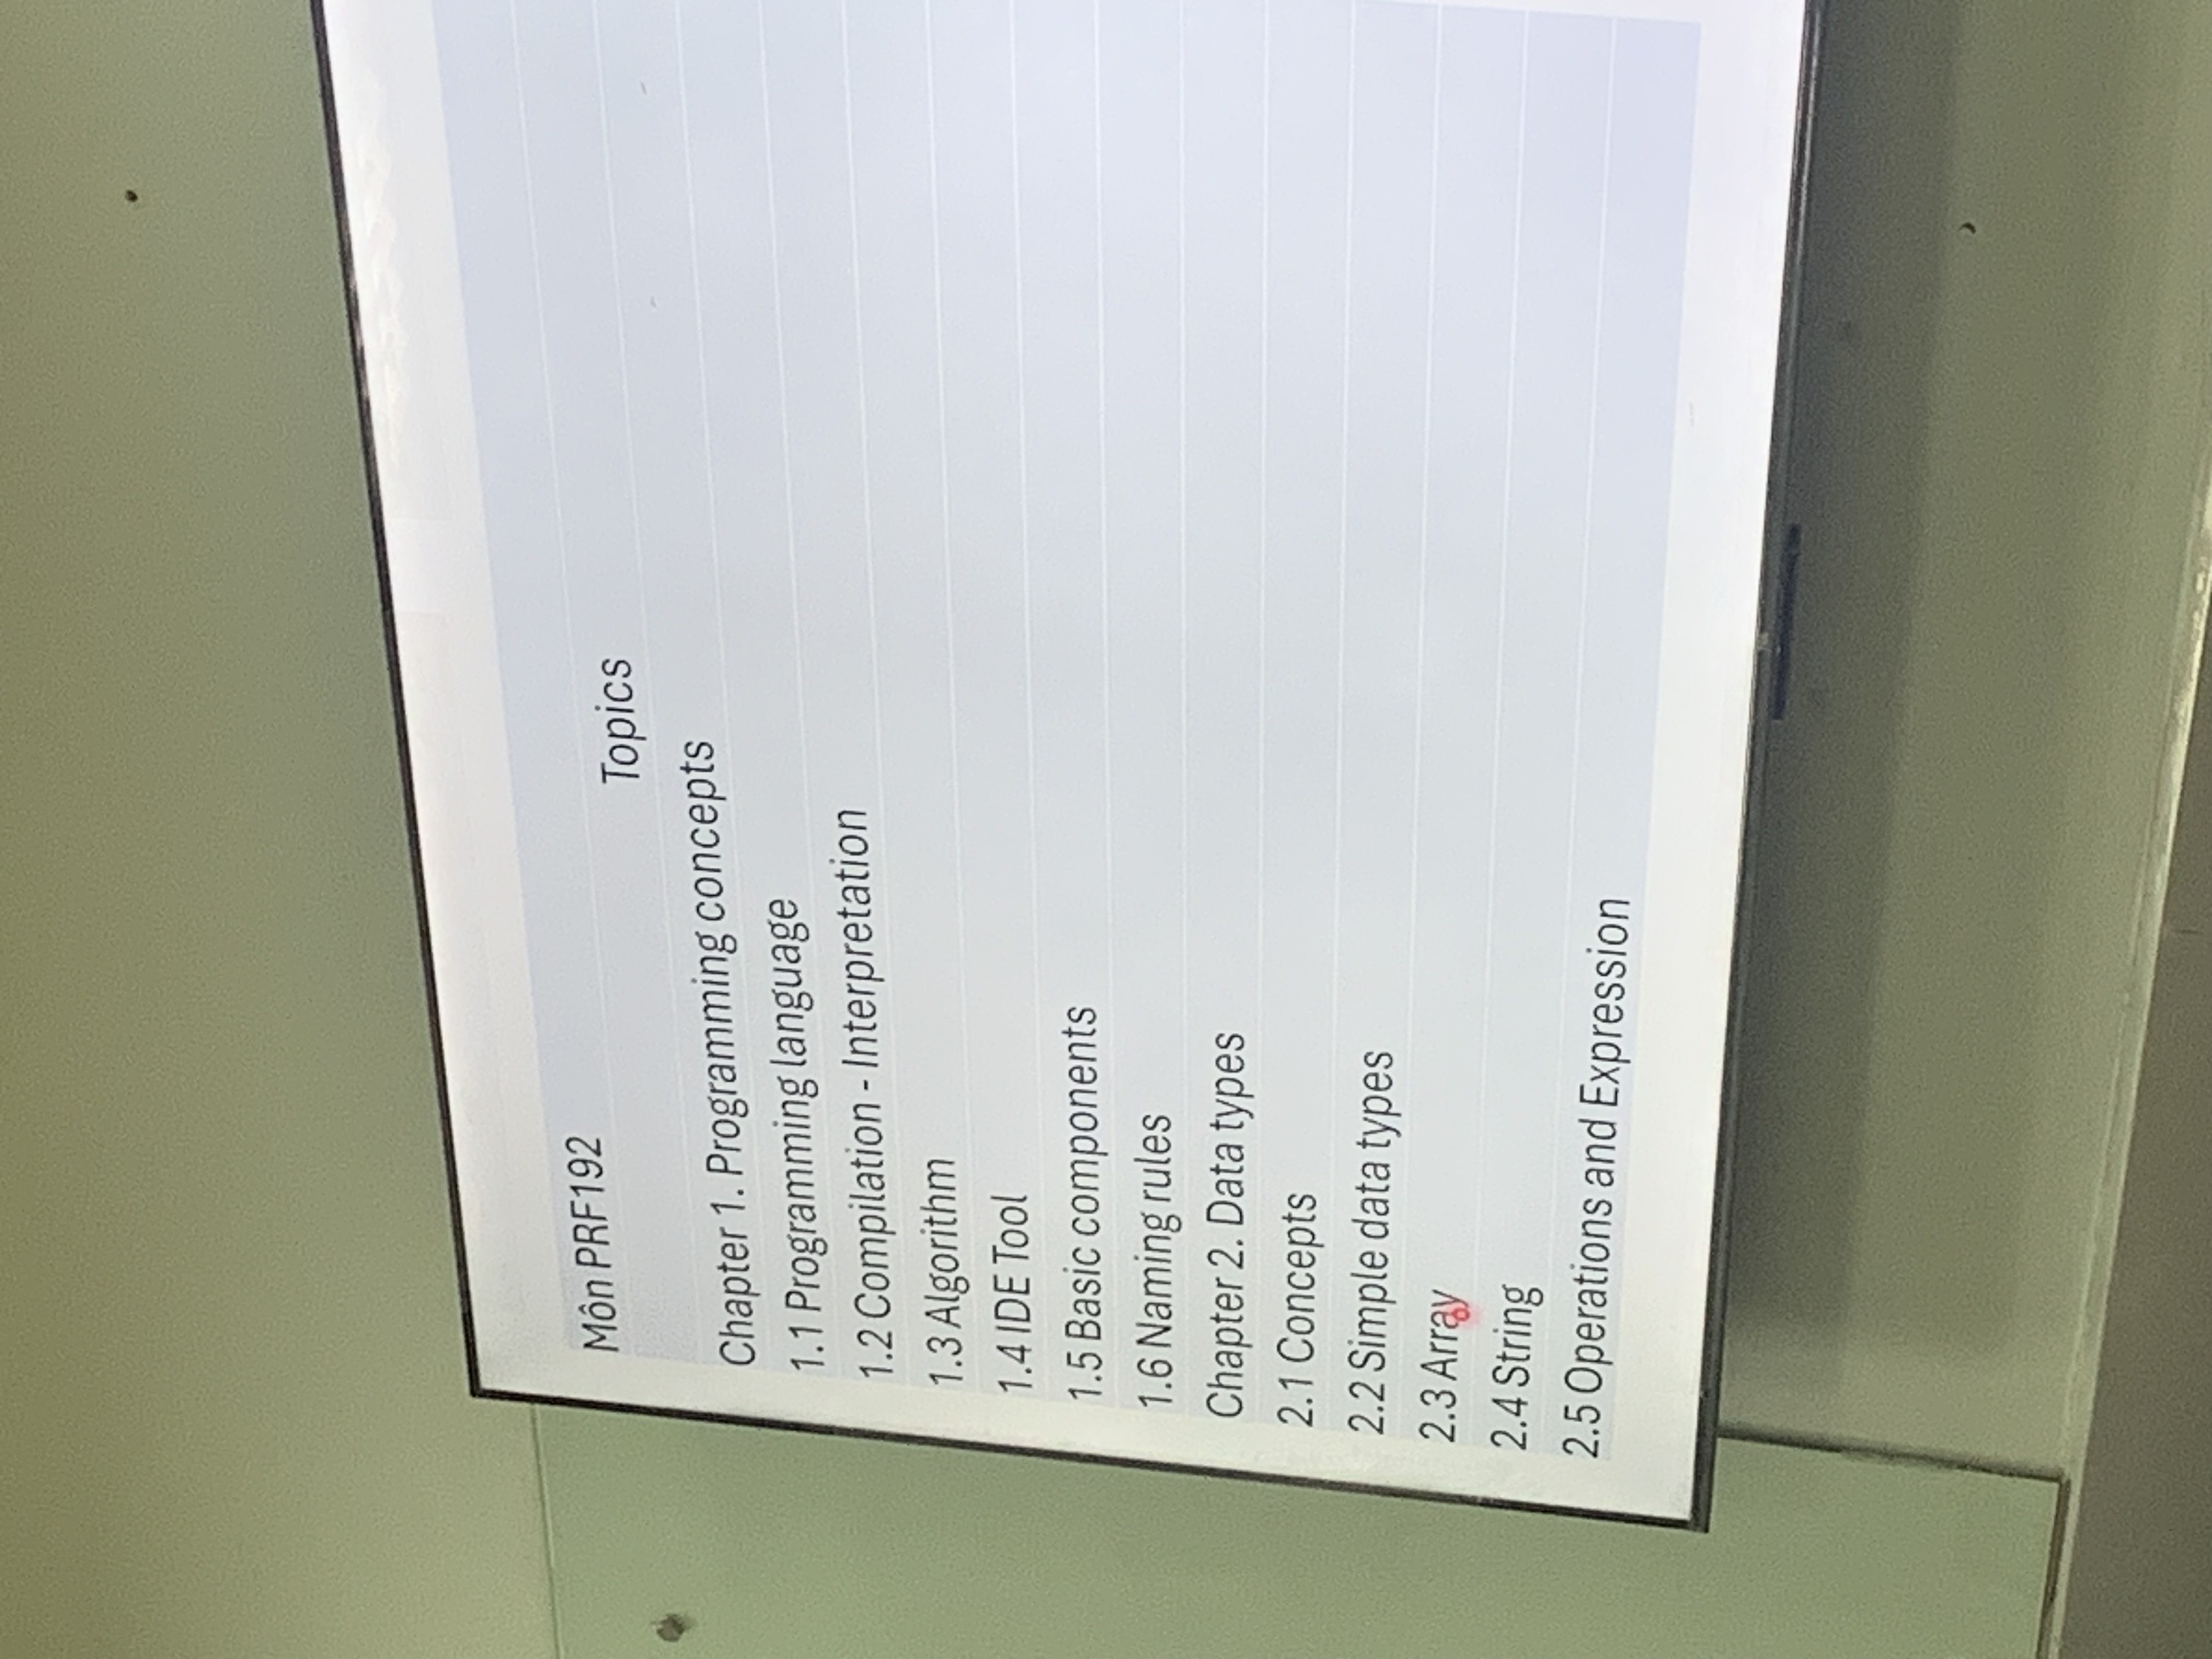 Môn PRF192
Topics
Chapter 1. Programming concepts
1.1 Programming language
1.2 Compilation - Interpretation
1.3 Algorithm
1.4 IDE Tool
1.5 Basic components
1.6 Naming rules
Chapter 2. Data types
2.1 Concepts
2.2 Simple data types
2.3 Array
2.4 String
2.5 Operations and Expression